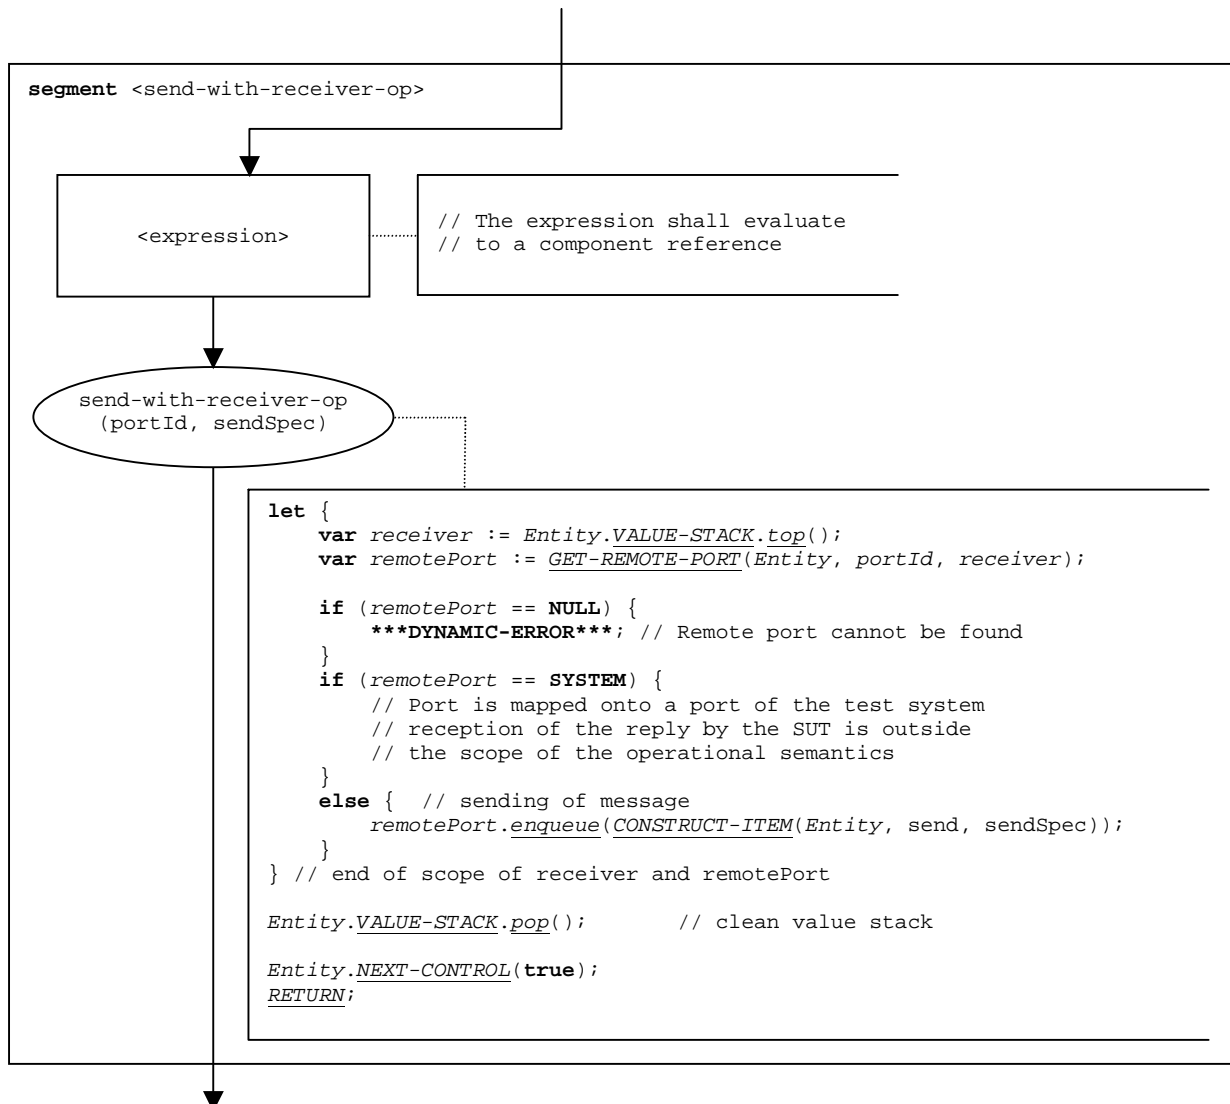 segment <send-with-receiver-op>
<expression>
// The expression shall evaluate
// to a component reference
send-with-receiver-op
(portId, sendSpec)
let {
    var receiver := Entity.VALUE-STACK.top();
    var remotePort := GET-REMOTE-PORT(Entity, portId, receiver);
    if (remotePort == NULL) {
        ***DYNAMIC-ERROR***; // Remote port cannot be found
    }
    if (remotePort == SYSTEM) {
        // Port is mapped onto a port of the test system
        // reception of the reply by the SUT is outside
        // the scope of the operational semantics
    }
    else {  // sending of message
        remotePort.enqueue(CONSTRUCT-ITEM(Entity, send, sendSpec));
    }
} // end of scope of receiver and remotePort
Entity.VALUE-STACK.pop();       // clean value stack
Entity.NEXT-CONTROL(true);
RETURN;